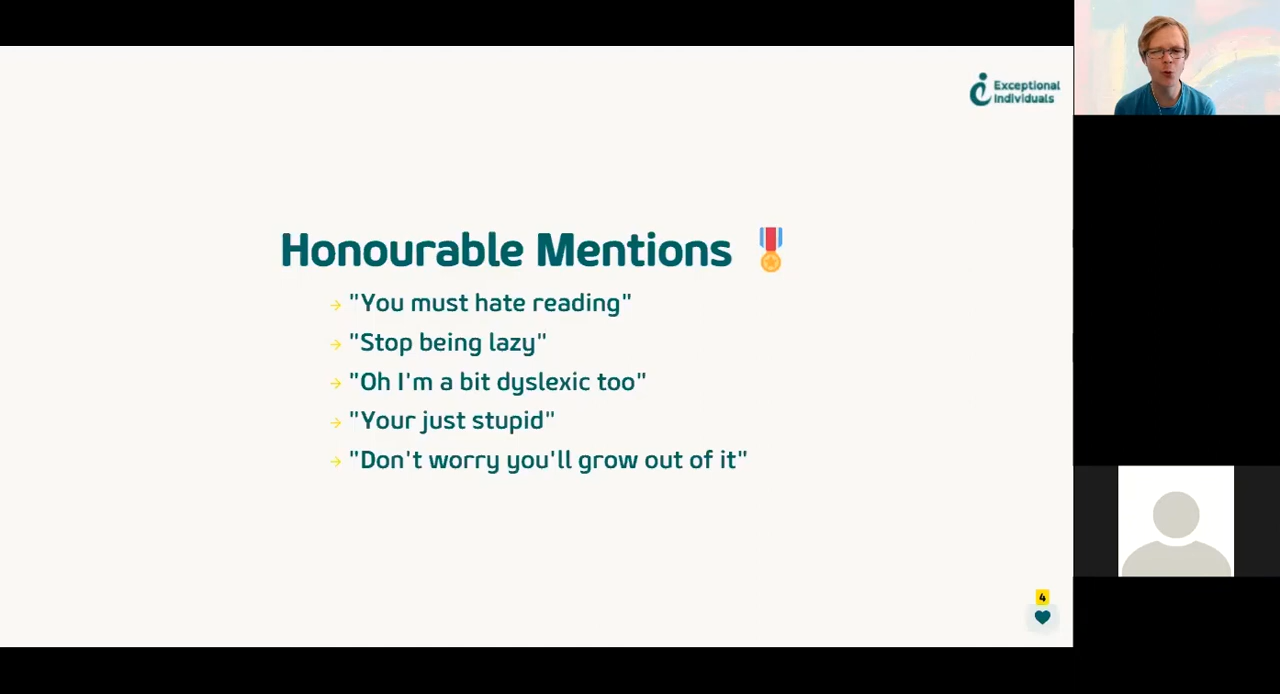 Exceptional
Individuals
Honourable Mentions
"You must hate reading"
"Stop being lazy"
"Oh I'm a bit dyslexic too"
"Your just stupid"
"Don't worry you'll grow out of it"
4